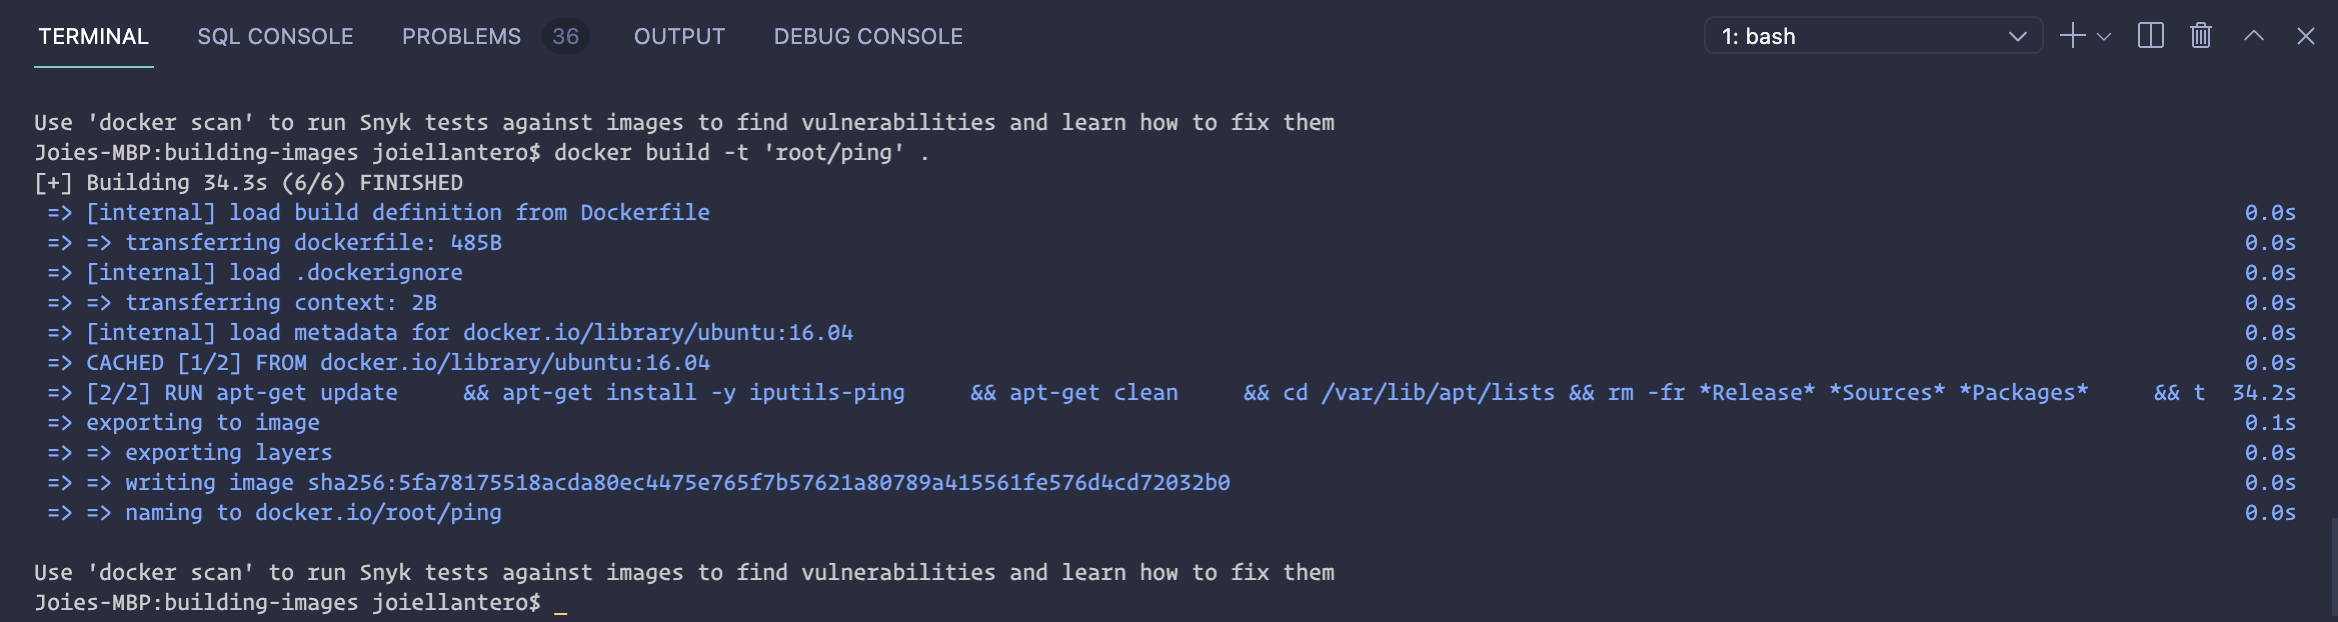 TERMINAL SQL CONSOLE PROBLEMS 36 OUTPUT DEBUG CONSOLE 1: bash
Use 'docker scan' to run Snyk tests against images to find vulnerabilities and learn how to fix them
Joies-MBP:building-images joiellantero$ docker build -t 'root/ping' .
[+] Building 34.3s (6/6) FINISHED
=> [internal] load build definition from Dockerfile 0.0s
=> => transferring dockerfile: 485B 0.0s
=> [internal] load .dockerignore 0.0s
=> => transferring context: 2B 0.0s
=> [internal] load metadata for docker.io/library/ubuntu:16.04 0.0s
=> CACHED [1/2] FROM docker.io/library/ubuntu:16.04 0.0s
=> [2/2] RUN apt-get update     && apt-get install -y iputils-ping     && apt-get clean     && cd /var/lib/apt/lists && rm -fr *Release* *Sources* *Packages*     && t 34.2s
=> exporting to image 0.1s
=> => exporting layers 0.0s
=> => writing image sha256:5fa78175518acda80ec4475e765f7b57621a80789a415561fe576d4cd72032b0 0.0s
=> => naming to docker.io/root/ping 0.0s
Use 'docker scan' to run Snyk tests against images to find vulnerabilities and learn how to fix them
Joies-MBP:building-images joiellantero$ _